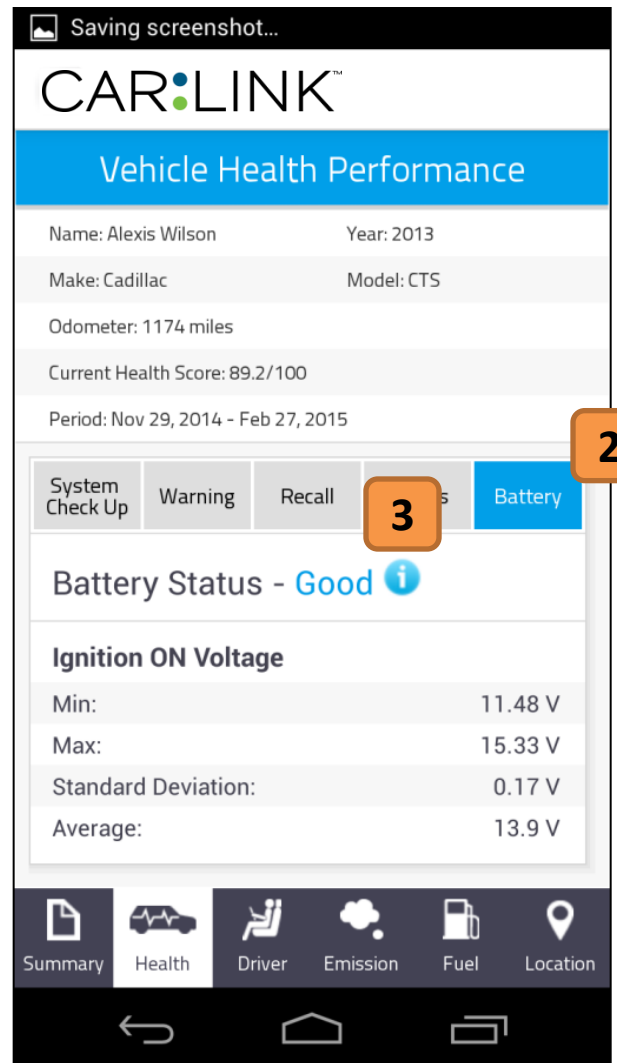 Saving screenshot...
CAR:LINK™
Vehicle Health Performance
Name: Alexis Wilson Year: 2013
Make: Cadillac Model: CTS
Odometer: 1174 miles
Current Health Score: 89.2/100
Period: Nov 29, 2014 - Feb 27, 2015
2
System Check Up Warning Recall Battery
3
Battery Status - Good i
Ignition ON Voltage
Min: 11.48 V
Max: 15.33 V
Standard Deviation: 0.17 V
Average: 13.9 V
Summary Health Driver Emission Fuel Location